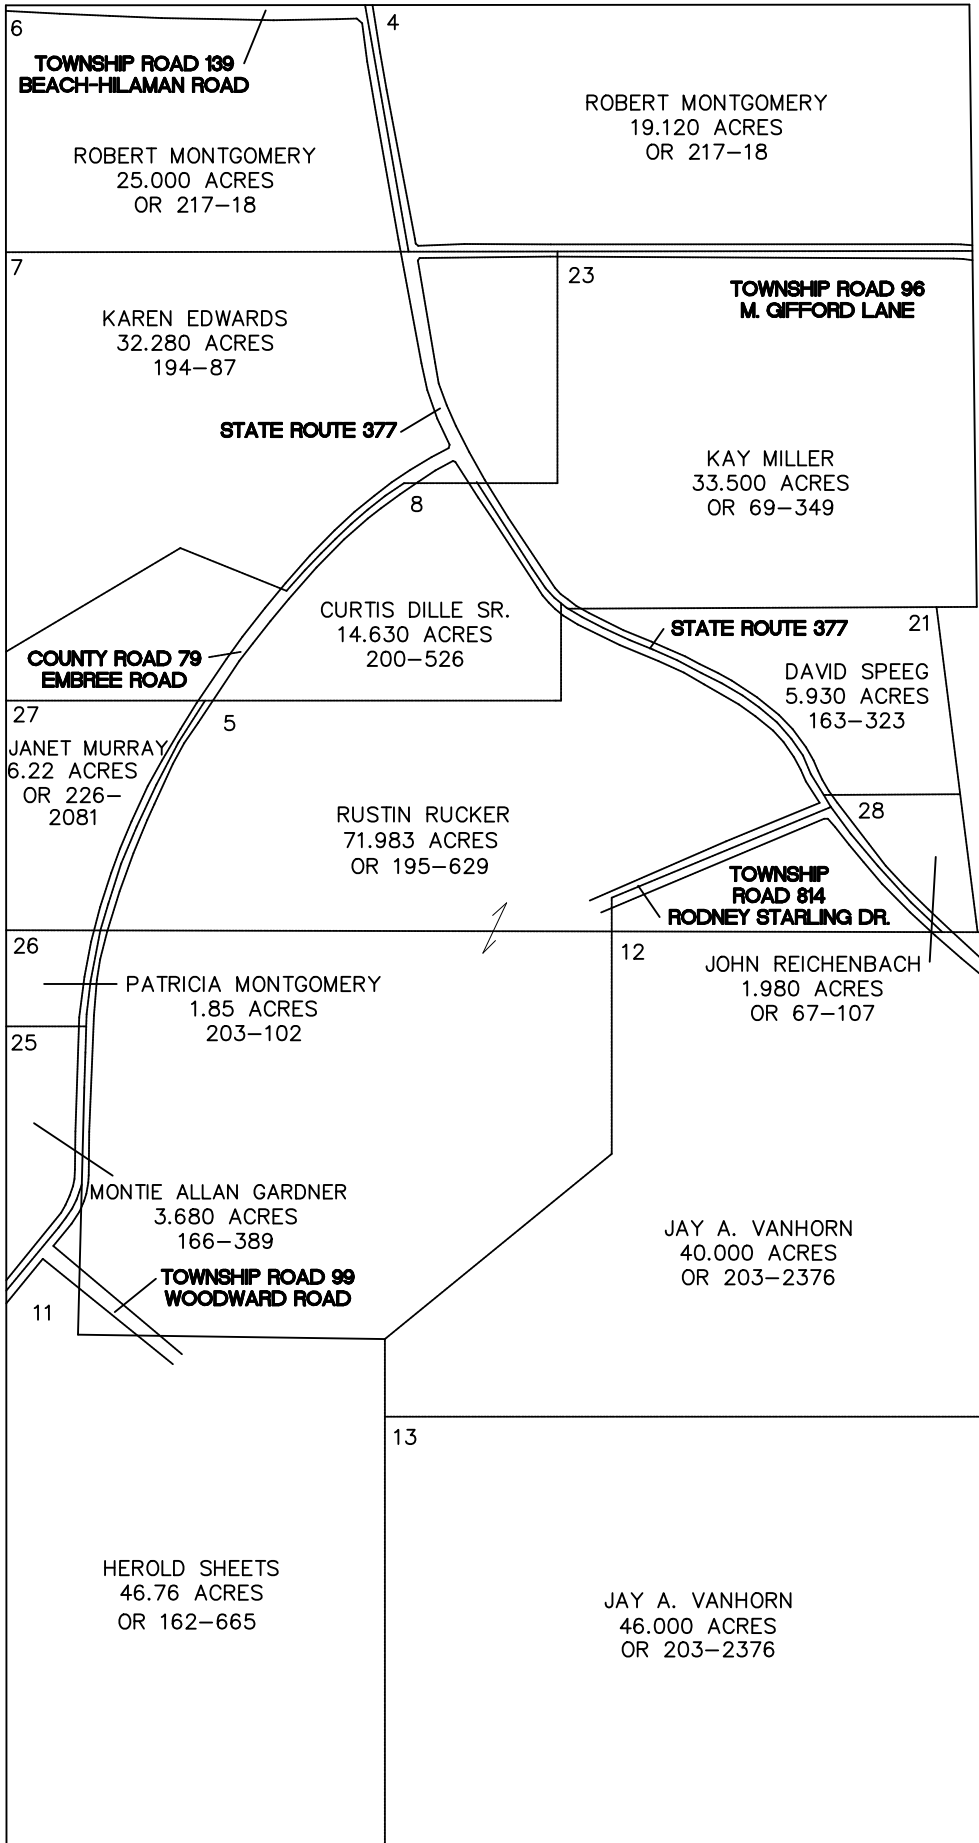 6
4
TOWNSHIP ROAD 139
BEACH-HILAMAN ROAD
ROBERT MONTGOMERY
25.000 ACRES
OR 217-18
ROBERT MONTGOMERY
19.120 ACRES
OR 217-18
7
23
TOWNSHIP ROAD 96
M. GIFFORD LANE
KAREN EDWARDS
32.280 ACRES
194-87
STATE ROUTE 377
KAY MILLER
33.500 ACRES
OR 69-349
8
CURTIS DILLE SR.
14.630 ACRES
200-526
STATE ROUTE 377
21
COUNTY ROAD 79
EMBREE ROAD
DAVID SPEEG
5.930 ACRES
163-323
27
5
JANET MURRAY
6.22 ACRES
OR 226-
2081
RUSTIN RUCKER
71.983 ACRES
OR 195-629
28
TOWNSHIP
ROAD 814
RODNEY STARLING DR.
26
12
PATRICIA MONTGOMERY
1.85 ACRES
203-102
JOHN REICHENBACH
1.980 ACRES
OR 67-107
25
MONTIE ALLAN GARDNER
3.680 ACRES
166-389
JAY A. VANHORN
40.000 ACRES
OR 203-2376
TOWNSHIP ROAD 99
WOODWARD ROAD
11
13
HEROLD SHEETS
46.76 ACRES
OR 162-665
JAY A. VANHORN
46.000 ACRES
OR 203-2376